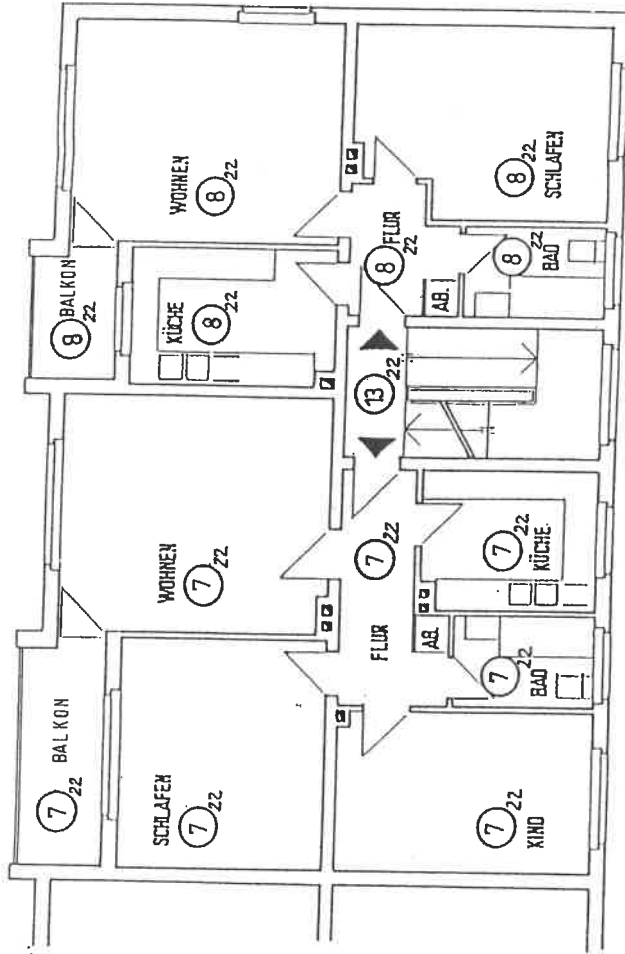 7 BALKON
22
8 BALKON
22
SCHLAFEN
7 22
WOHNEN
7 22
KÜCHE
8 22
WOHNEN
8 22
FLUR 7 22
13 22
8 FLUR
22
AB.
AB.
7 22
KIND
7 22
BAD
7 22
KÜCHE
8 22
BAD
8 22
SCHLAFEN